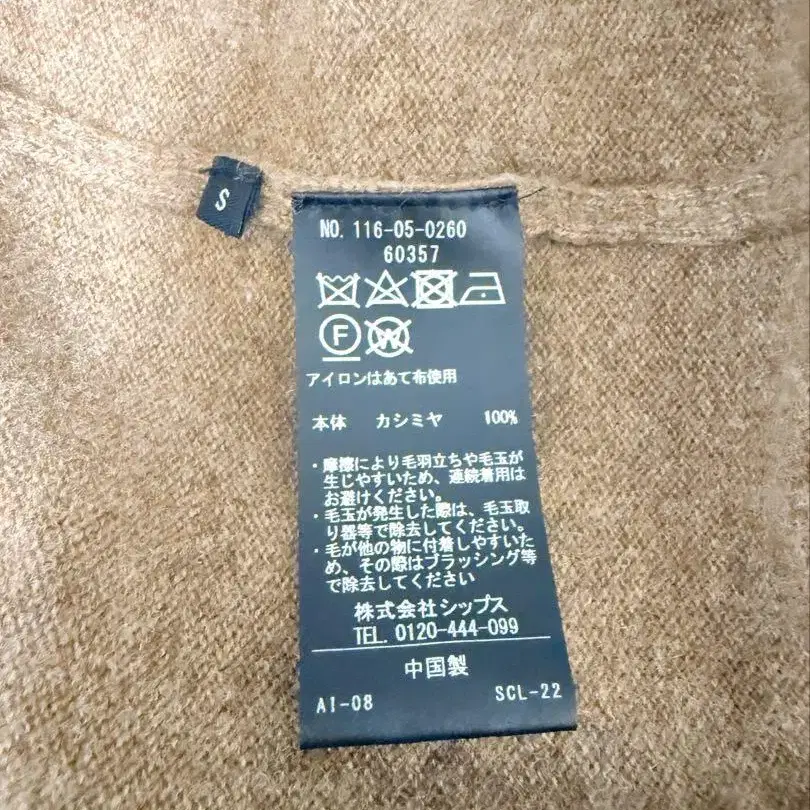 S
NO. 116-05-0260
60357
F
W
アイロンはあて布使用
本体 カシミヤ 100%
・摩擦により毛羽立ちや毛玉が
生じやすいため、連続着用は
お避けください。
・毛玉が発生した際は、毛玉取
り器等で除去してください。
・毛が他の物に付着しやすいた
め、その際はブラッシング等
で除去してください
株式会社シップス
TEL. 0120-444-099
中国製
AI-08 SCL-22